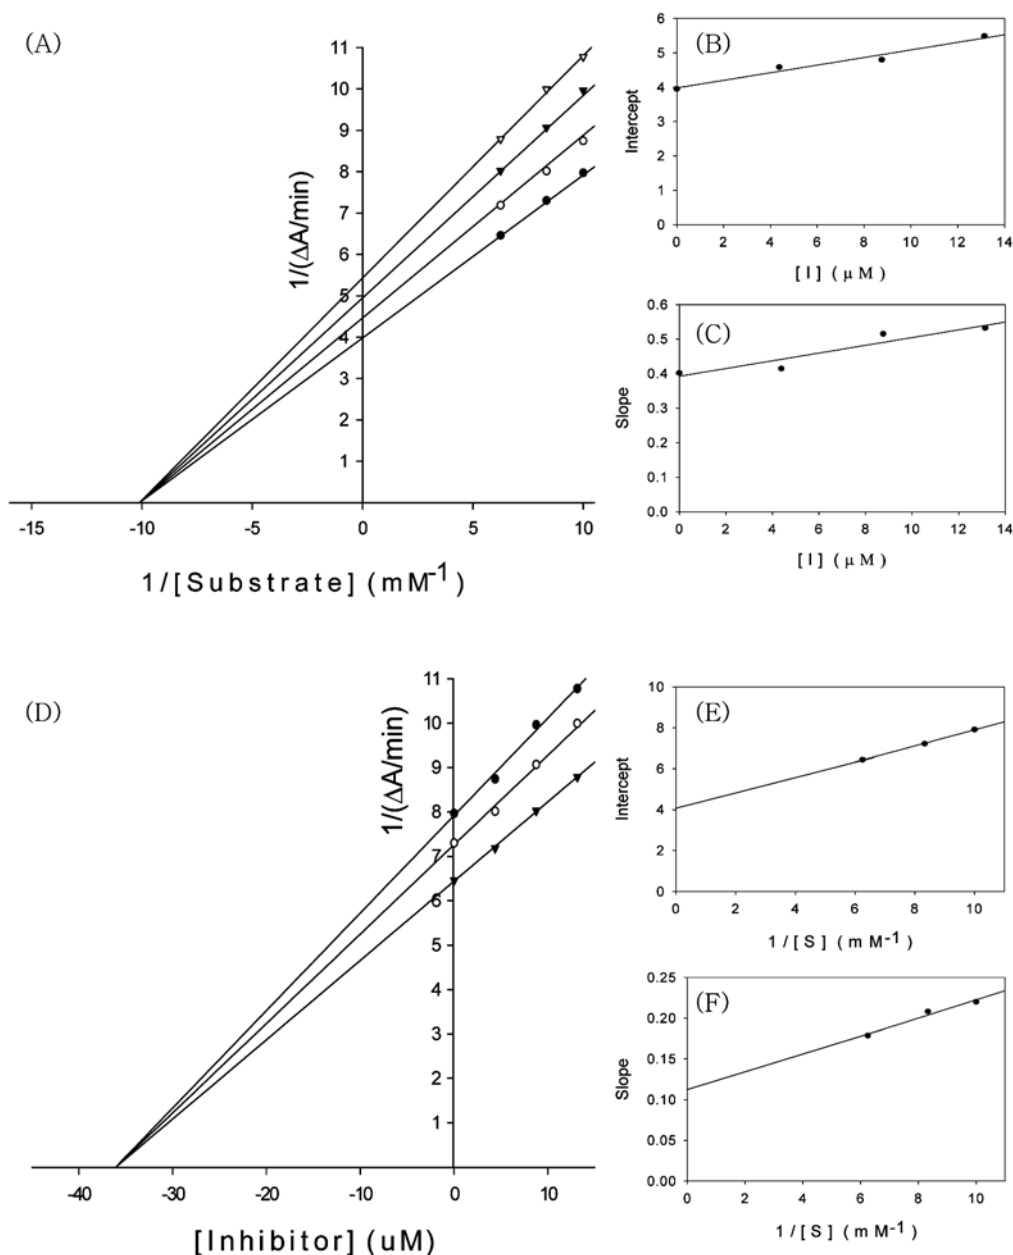 (A)
11
10
9
8
7
6
5
4
3
2
1
1/(ΔA/min)
-15 -10 -5 0 5 10
1/[Substrate] (mM-1)
(B)
6
5
4
3
2
1
0
Intercept
0 2 4 6 8 10 12 14
[ I ] ( μ M )
(C)
0.6
0.5
0.4
0.3
0.2
0.1
0.0
Slope
0 2 4 6 8 10 12 14
[ I ] ( μ M )
(D)
11
10
9
8
7
6
5
4
3
2
1
1/(ΔA/min)
-40 -30 -20 -10 0 10
[Inhibitor] (uM)
(E)
10
8
6
4
2
0
Intercept
0 2 4 6 8 10
1/[ S ] ( m M-1 )
(F)
0.25
0.20
0.15
0.10
0.05
0.00
Slope
0 2 4 6 8 10
1/[ S ] ( m M-1 )